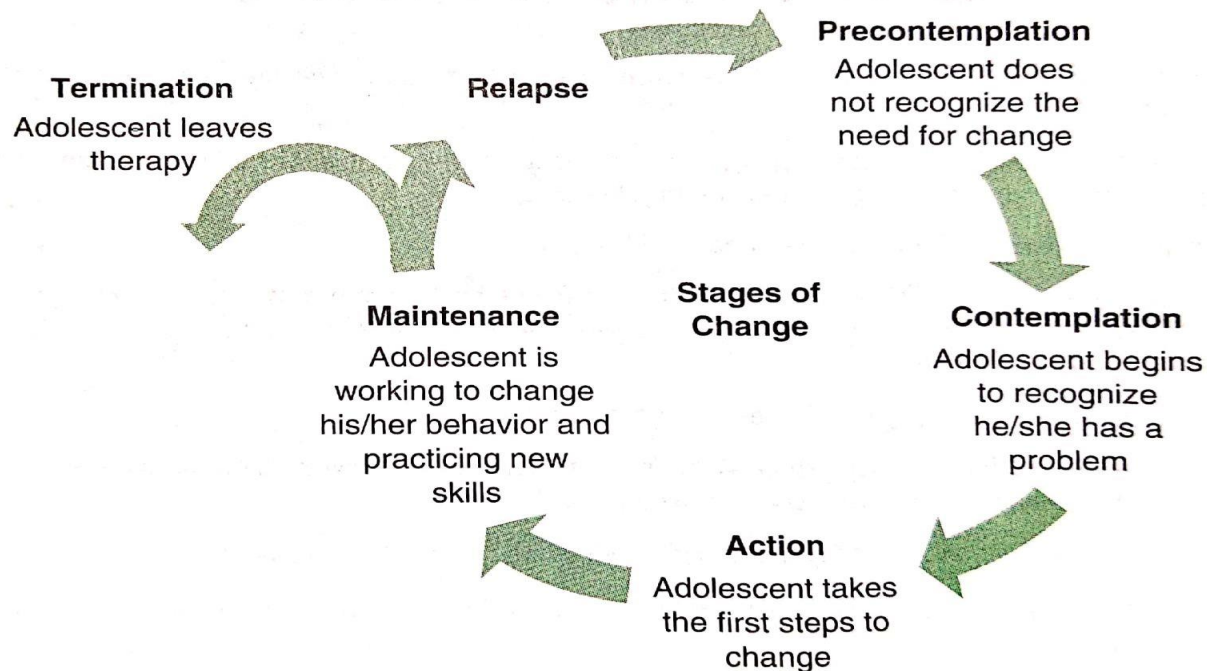 Precontemplation
Adolescent does
not recognize the
need for change
Contemplation
Adolescent begins
to recognize
he/she has a
problem
Action
Adolescent takes
the first steps to
change
Maintenance
Adolescent is
working to change
his/her behavior and
practicing new
skills
Relapse
Termination
Adolescent leaves
therapy
Stages of
Change